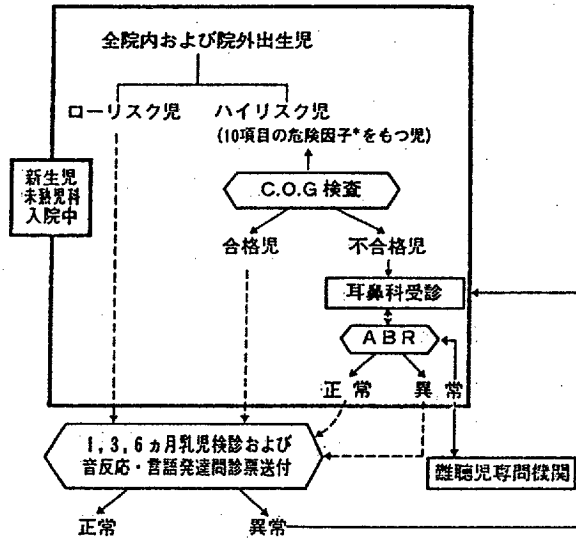 全院内および院外出生児
ローリスク児
ハイリスク児
(10項目の危険因子*をもつ児)
新生児
未熟児科
入院中
C.O.G 検査
合格児
不合格児
耳鼻科受診
ABR
正常
異常
1,3,6ヵ月乳児検診および
音反応・言語発達問診票送付
難聴児専門機関
正常
異常